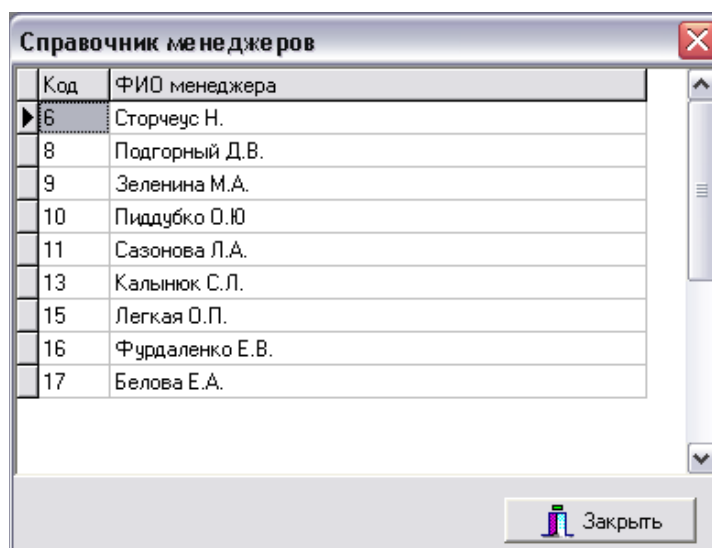 Справочник менеджеров
Код ФИО менеджера
6 Сторчеус Н.
8 Подгорный Д.В.
9 Зеленина М.А.
10 Пиддубко О.Ю
11 Сазонова Л.А.
13 Калынюк С.Л.
15 Легкая О.П.
16 Фурдаленко Е.В.
17 Белова Е.А.
Закрыть